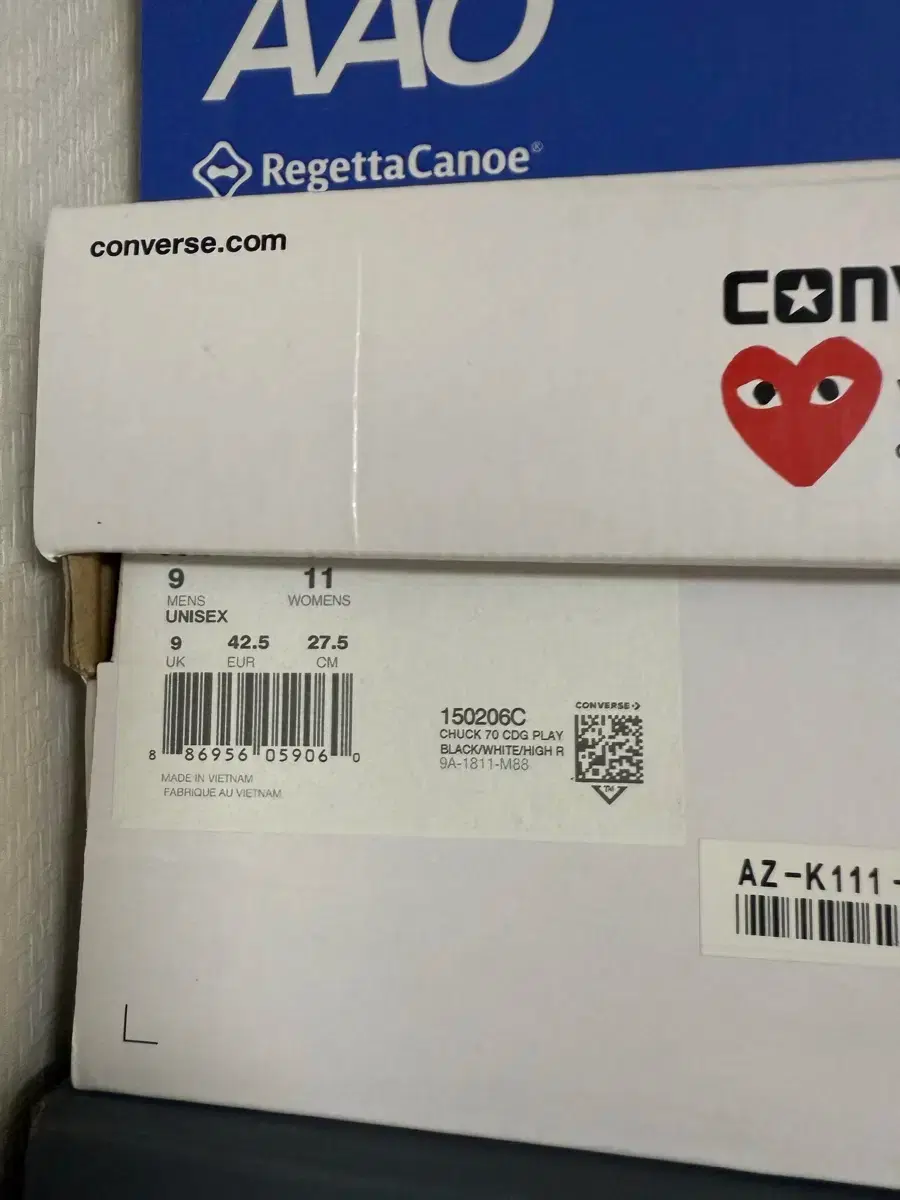 AAO
RegettaCanoe®
converse.com
CONV
9 11
MENS WOMENS
UNISEX
9 42.5 27.5
UK EUR CM
8 86956 05906 0
MADE IN VIETNAM
FABRIQUE AU VIETNAM
150206C
CHUCK 70 CDG PLAY
BLACK/WHITE/HIGH R
9A-1811-M88
CONVERSE
TM
AZ-K111-